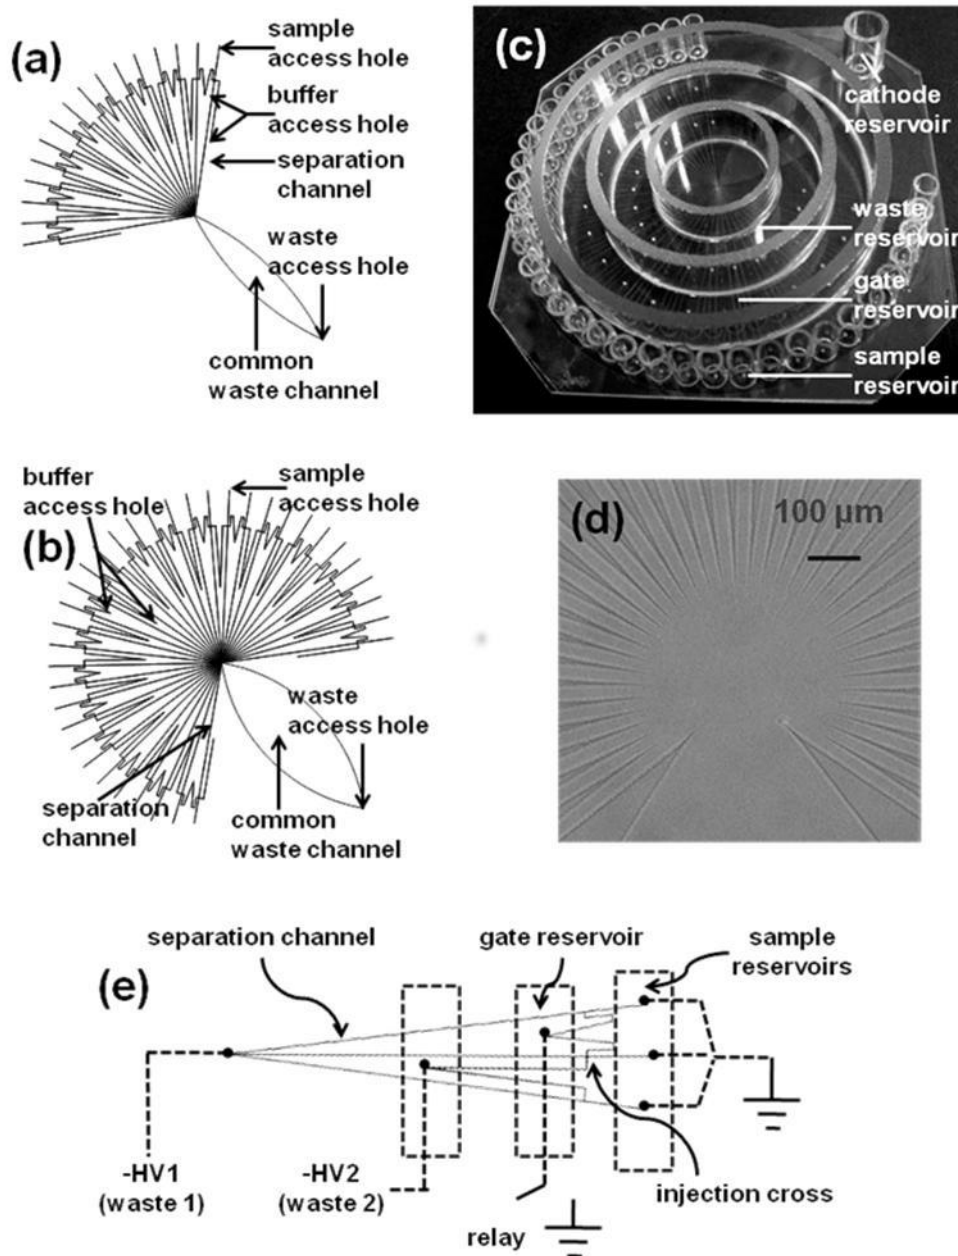 (a)
sample
access hole
buffer
access hole
separation
channel
waste
access hole
common
waste channel
(c)
cathode
reservoir
waste
reservoir
gate
reservoir
sample
reservoir
buffer
access hole
sample
access hole
(b)
waste
access hole
separation
channel
common
waste channel
(d)
100 µm
separation channel
gate reservoir
sample
reservoirs
(e)
-HV1
(waste 1)
-HV2
(waste 2)
relay
injection cross